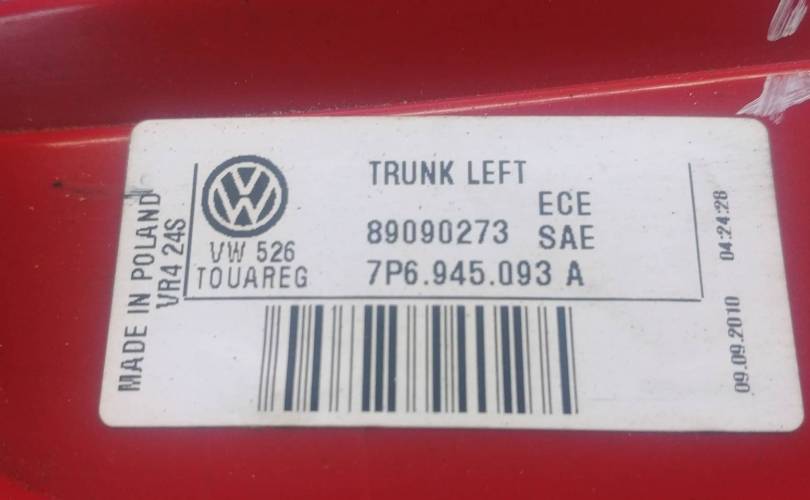 MADE IN POLAND
VR4 24S
VW 526
TOUAREG
TRUNK LEFT
ECE
89090273 SAE
7P6.945.093 A
09.09.2010 04:24:28